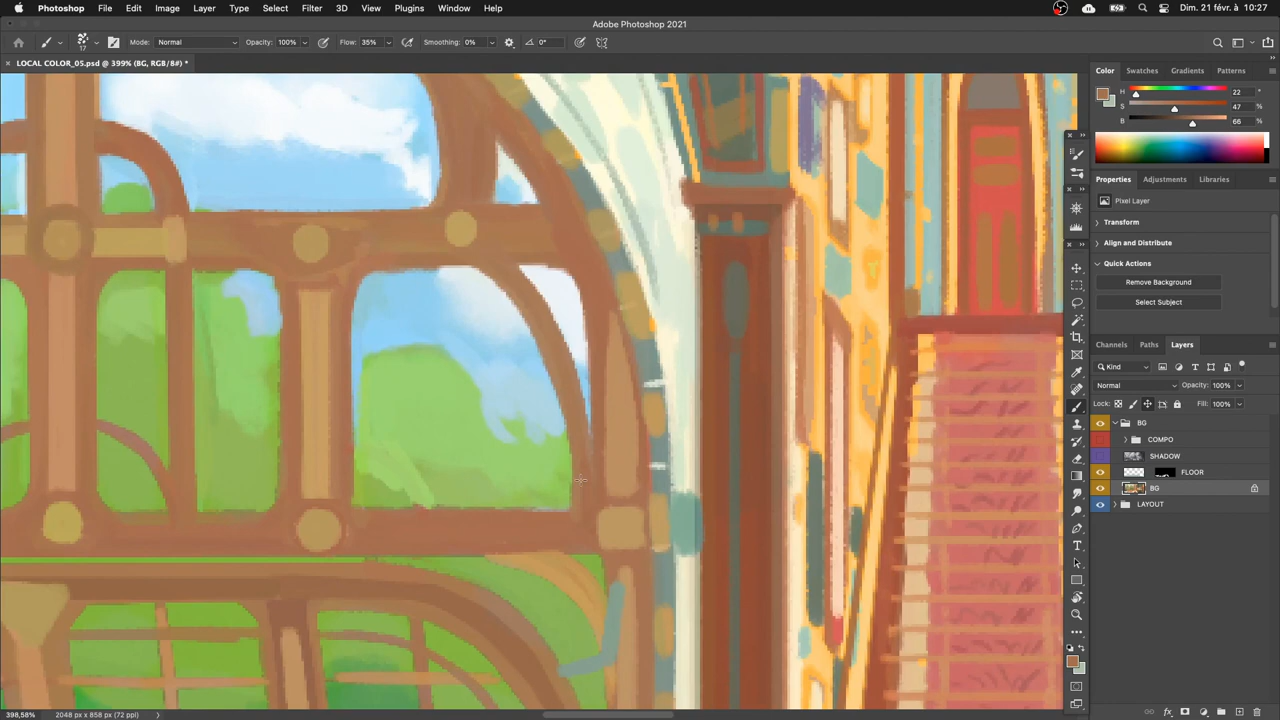 Photoshop File Edit Image Layer Type Select Filter 3D View Plugins Window Help Dim. 21 févr à 10:27
Adobe Photoshop 2021
17 Mode: Normal Opacity: 100% Flow: 35% Smoothing: 0% 0°
× LOCAL COLOR_05.psd @ 399% (BG, RGB/8#) *
Color Swatches Gradients Patterns
H 22 °
S 47 %
B 66 %
Properties Adjustments Libraries
Pixel Layer
Transform
Align and Distribute
Quick Actions
Remove Background
Select Subject
Channels Paths Layers
Kind
Normal Opacity: 100%
Lock: Fill: 100%
BG
COMPO
SHADOW
FLOOR
BG
LAYOUT
398,58% 2048 px x 858 px (72 ppi)